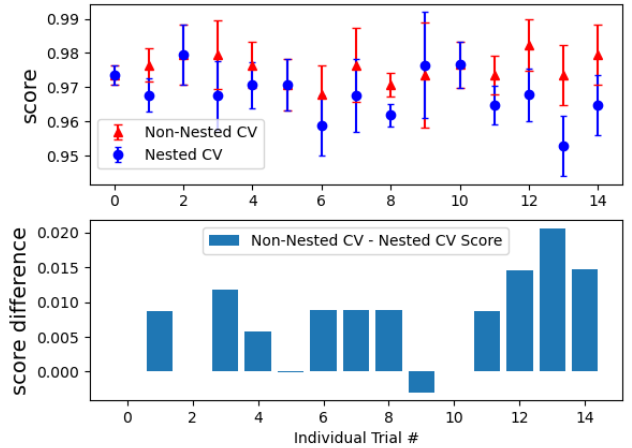 0.99
0.98
0.97
0.96
0.95
score
Non-Nested CV
Nested CV
0 2 4 6 8 10 12 14
0.020
0.015
0.010
0.005
0.000
score difference
Non-Nested CV - Nested CV Score
0 2 4 6 8 10 12 14
Individual Trial #